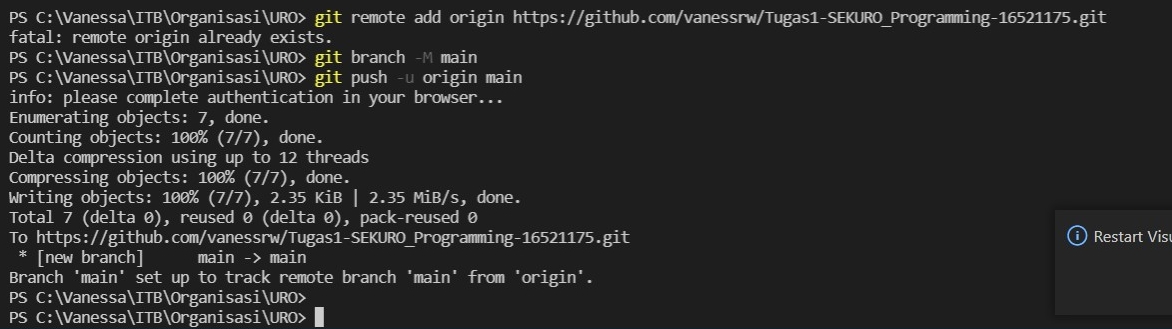 PS C:\Vanessa\ITB\Organisasi\URO> git remote add origin https://github.com/vanessrw/Tugas1-SEKURO_Programming-16521175.git
fatal: remote origin already exists.
PS C:\Vanessa\ITB\Organisasi\URO> git branch -M main
PS C:\Vanessa\ITB\Organisasi\URO> git push -u origin main
info: please complete authentication in your browser...
Enumerating objects: 7, done.
Counting objects: 100% (7/7), done.
Delta compression using up to 12 threads
Compressing objects: 100% (7/7), done.
Writing objects: 100% (7/7), 2.35 KiB | 2.35 MiB/s, done.
Total 7 (delta 0), reused 0 (delta 0), pack-reused 0
To https://github.com/vanessrw/Tugas1-SEKURO_Programming-16521175.git
 * [new branch]      main -> main
Branch 'main' set up to track remote branch 'main' from 'origin'.
PS C:\Vanessa\ITB\Organisasi\URO>
PS C:\Vanessa\ITB\Organisasi\URO>
Restart Visu